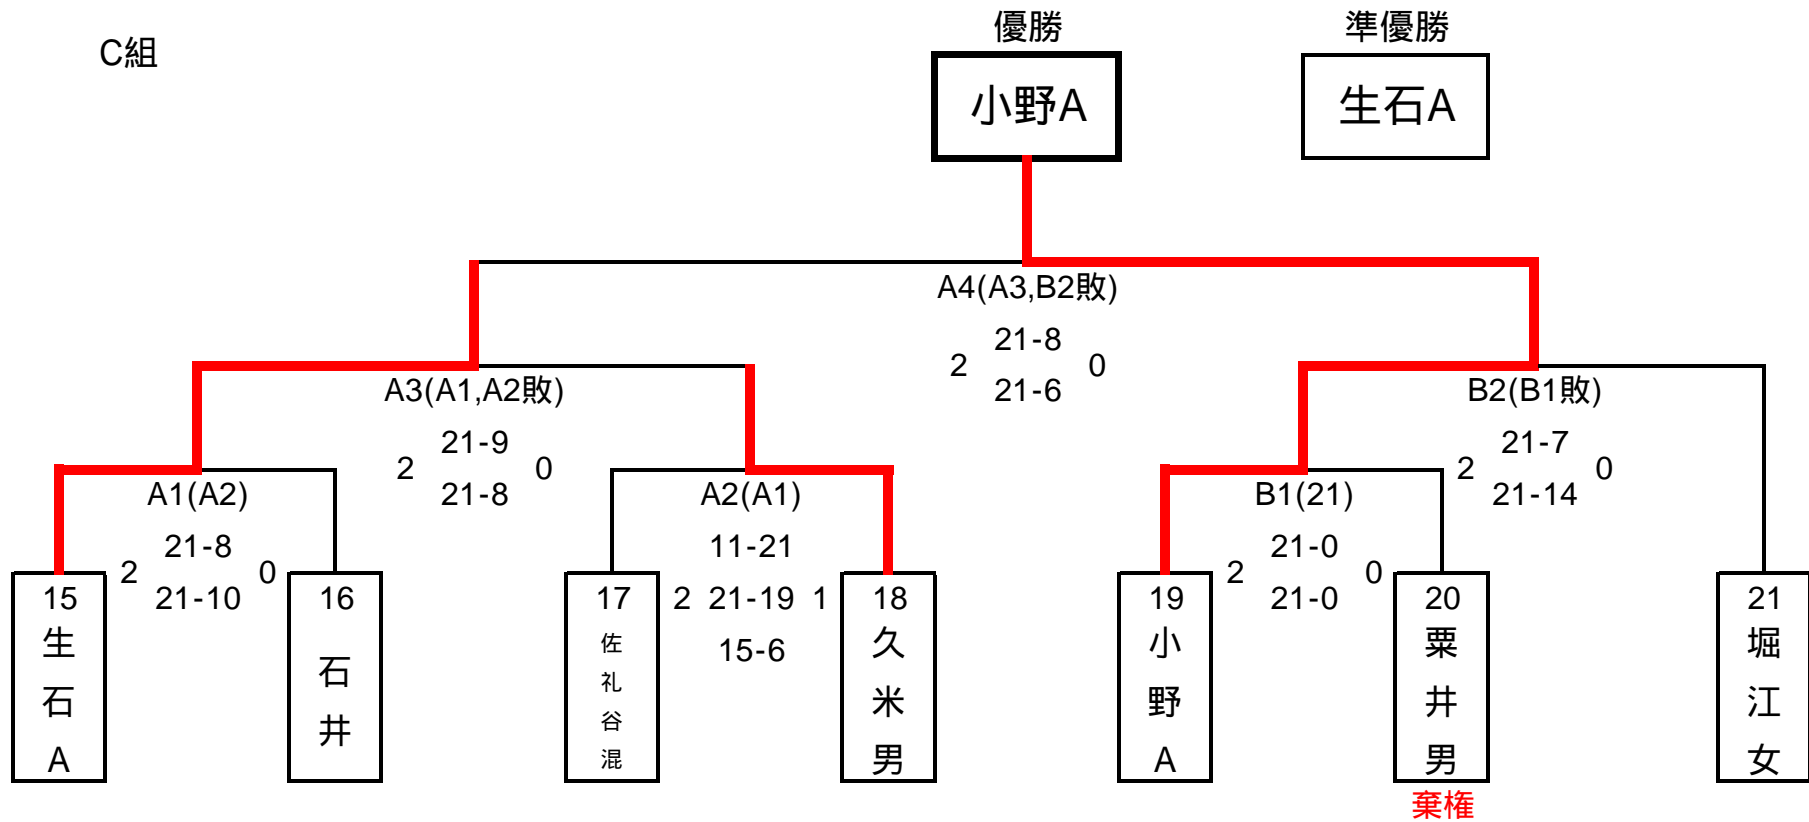 C組
優勝
準優勝
小野A
生石A
A4(A3,B2敗)
21-8
2 0
21-6
A3(A1,A2敗)
21-9
2 0
21-8
B2(B1敗)
21-7
2 0
21-14
A1(A2)
21-8
2 0
21-10
A2(A1)
11-21
2 21-19 1
15-6
B1(21)
21-0
2 0
21-0
15
生石A
16
石井
17
佐礼谷混
18
久米男
19
小野A
20
粟井男
棄権
21
堀江女